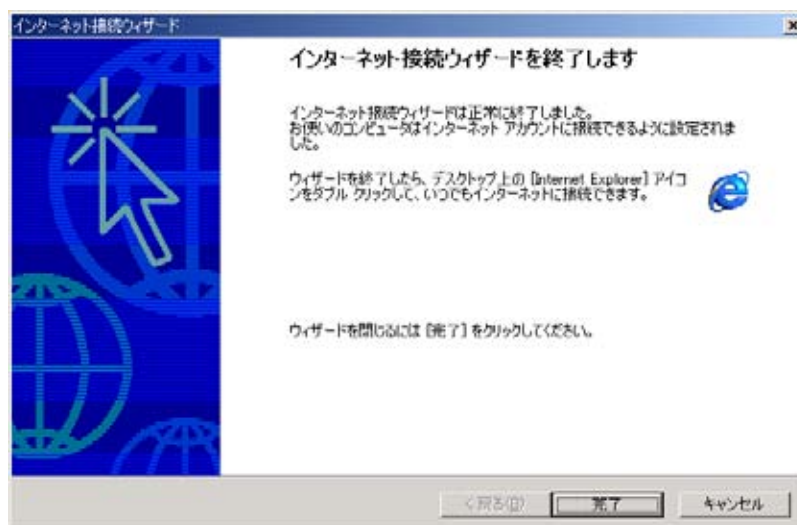 インターネット接続ウィザード
インターネット接続ウィザードを終了します
インターネット接続ウィザードは正常に終了しました。
お使いのコンピュータはインターネット アカウントに接続できるように設定されま
した。
ウィザードを終了したら、デスクトップ上の [Internet Explorer] アイコ
ンをダブル クリックして、いつでもインターネットに接続できます。
ウィザードを閉じるには [完了] をクリックしてください。
< 戻る(B)
完了
キャンセル